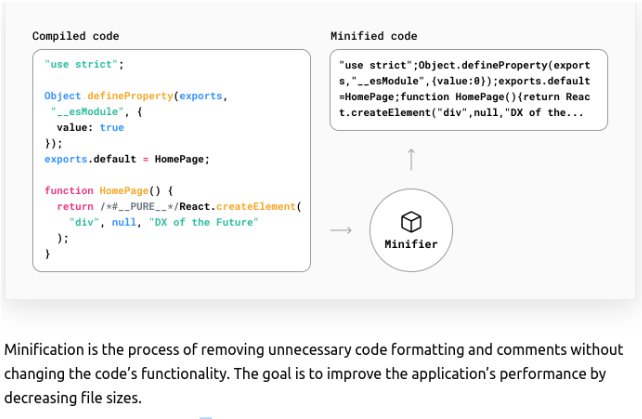 Compiled code
"use strict";
Object.defineProperty(exports,
"__esModule", {
value: true
});
exports.default = HomePage;
function HomePage() {
return /*#__PURE__*/React.createElement(
"div", null, "DX of the Future"
);
}
Minified code
"use strict";Object.defineProperty(export
s,"__esModule",{value:0});exports.default
=HomePage;function HomePage(){return Reac
t.createElement("div",null,"DX of the...
Minifier
Minification is the process of removing unnecessary code formatting and comments without
changing the code’s functionality. The goal is to improve the application’s performance by
decreasing file sizes.